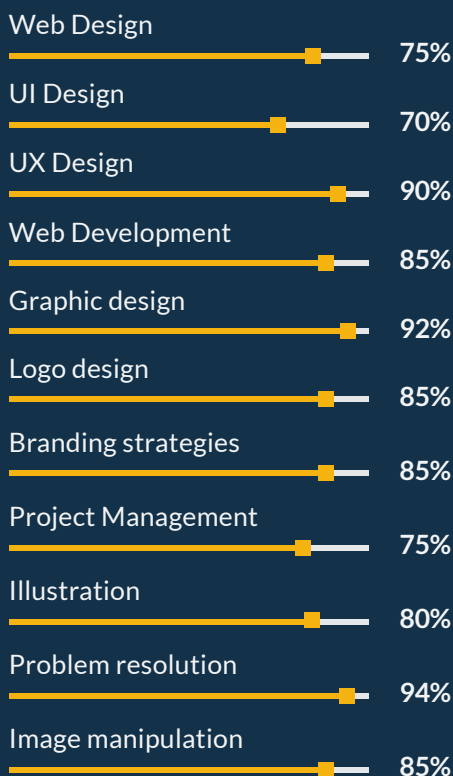 Web Design
75%
UI Design
70%
UX Design
90%
Web Development
85%
Graphic design
92%
Logo design
85%
Branding strategies
85%
Project Management
75%
Illustration
80%
Problem resolution
94%
Image manipulation
85%